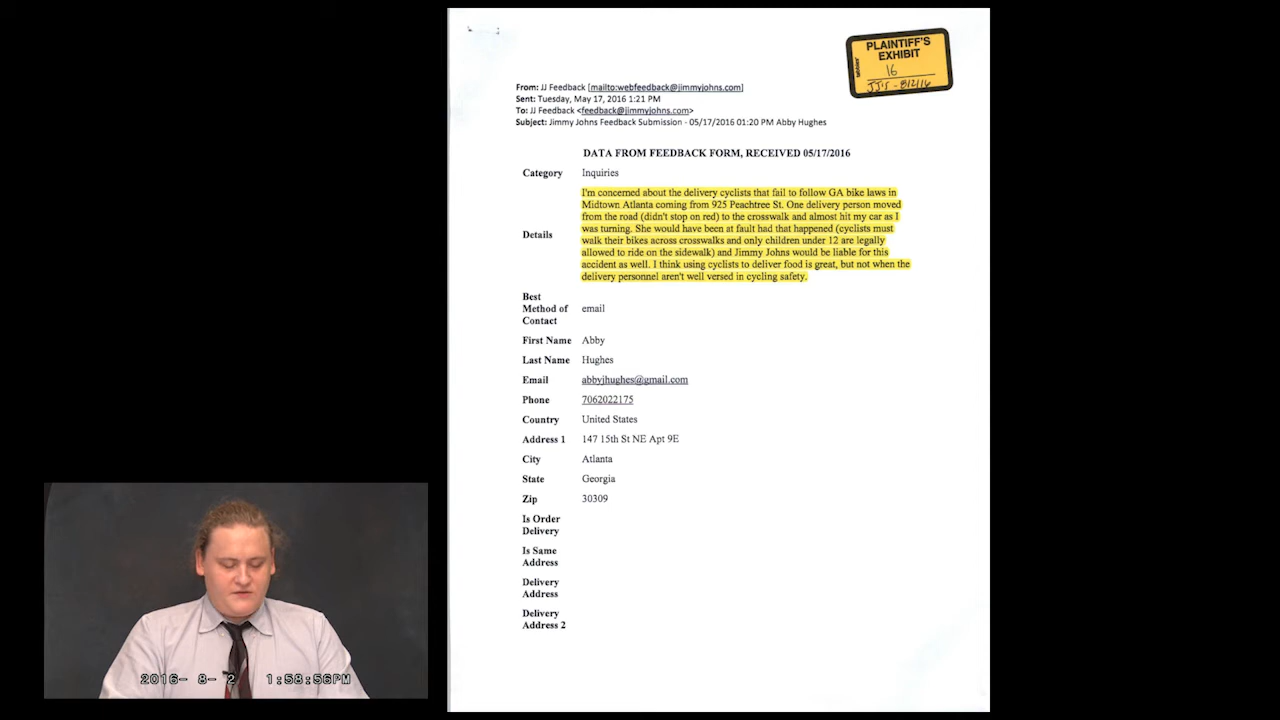 PLAINTIFF'S
EXHIBIT
16
JJ's - 8/2/16
From: JJ Feedback [mailto:webfeedback@jimmyjohns.com]
Sent: Tuesday, May 17, 2016 1:21 PM
To: JJ Feedback <feedback@jimmyjohns.com>
Subject: Jimmy Johns Feedback Submission - 05/17/2016 01:20 PM Abby Hughes
DATA FROM FEEDBACK FORM, RECEIVED 05/17/2016
Category Inquiries
Details
I'm concerned about the delivery cyclists that fail to follow GA bike laws in
Midtown Atlanta coming from 925 Peachtree St. One delivery person moved
from the road (didn't stop on red) to the crosswalk and almost hit my car as I
was turning. She would have been at fault had that happened (cyclists must
walk their bikes across crosswalks and only children under 12 are legally
allowed to ride on the sidewalk) and Jimmy Johns would be liable for this
accident as well. I think using cyclists to deliver food is great, but not when the
delivery personnel aren't well versed in cycling safety.
Best
Method of email
Contact
First Name Abby
Last Name Hughes
Email abbyjhughes@gmail.com
Phone 7062022175
Country United States
Address 1 147 15th St NE Apt 9E
City Atlanta
State Georgia
Zip 30309
Is Order
Delivery
Is Same
Address
Delivery
Address
Delivery
Address 2
2016- 8- 2 1:58:56PM